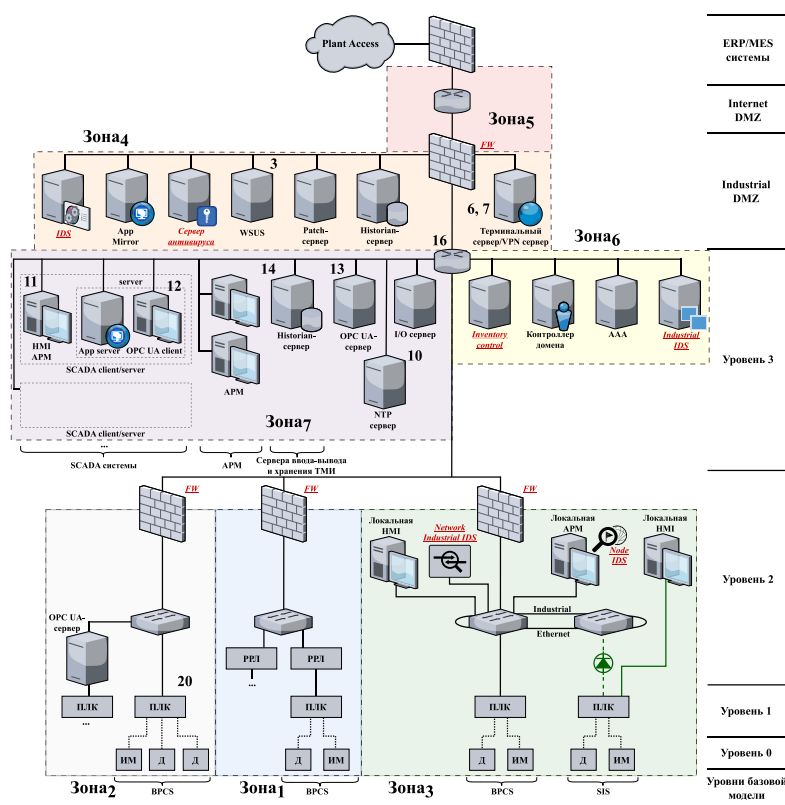 Plant Access
ERP/MES
системы
Internet
DMZ
Зона5
Зона4
FW
Industrial
DMZ
3
6, 7
IDS
App
Mirror
Сервер
антивируса
WSUS
Patch-
сервер
Historian-
сервер
Терминальный
сервер/VPN сервер
16
Зона6
11
server
12
14
13
HMI
АРМ
App server
OPC UA client
SCADA client/server
Historian-
сервер
OPC UA-
сервер
I/O сервер
Inventory
control
Контроллер
домена
AAA
Industrial
IDS
Уровень 3
10
АРМ
NTP
сервер
SCADA client/server
Зона7
...
SCADA системы
АРМ
Сервера ввода-вывода
и хранения ТМИ
FW
FW
FW
Локальная
HMI
Network
Industrial IDS
Локальная
АРМ
Node
IDS
Локальная
HMI
Уровень 2
OPC UA-
сервер
Industrial
Ethernet
РРЛ
РРЛ
...
20
ПЛК
ПЛК
ПЛК
ПЛК
ПЛК
Уровень 1
...
ИМ
Д
Д
Д
ИМ
Д
ИМ
Д
ИМ
Уровень 0
Зона2
BPCS
Зона1
BPCS
Зона3
BPCS
SIS
Уровни базовой
модели